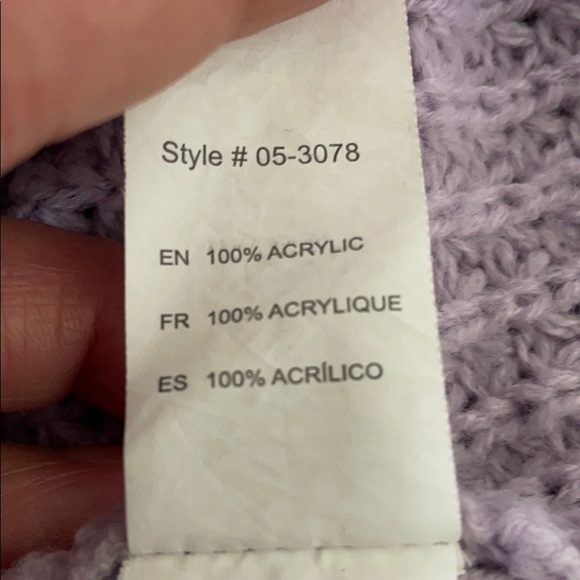 Style # 05-3078
EN 100% ACRYLIC
FR 100% ACRYLIQUE
ES 100% ACRÍLICO